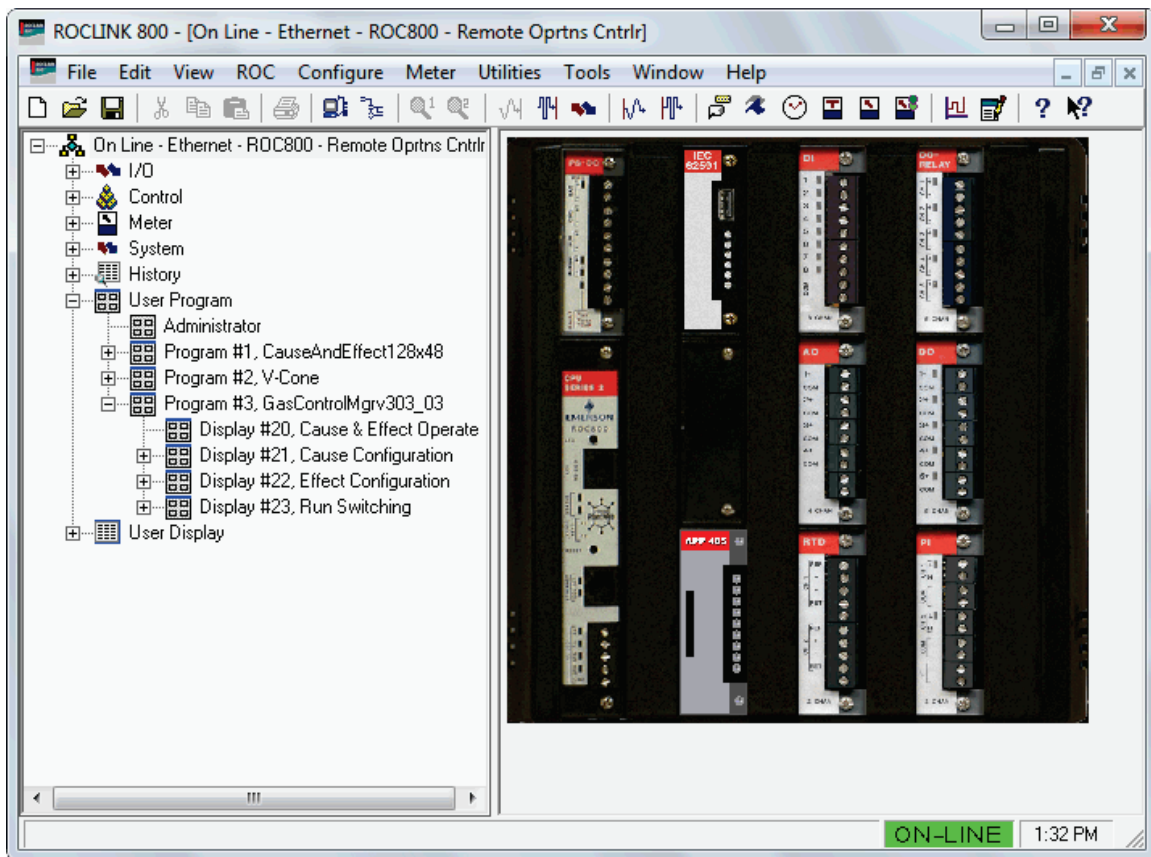 ROCLINK 800 - [On Line - Ethernet - ROC800 - Remote Oprtns Cntrlr]
File Edit View ROC Configure Meter Utilities Tools Window Help
On Line - Ethernet - ROC800 - Remote Oprtns Cntrlr
I/O
Control
Meter
System
History
User Program
Administrator
Program #1, CauseAndEffect128x48
Program #2, V-Cone
Program #3, GasControlMgrv303_03
Display #20, Cause & Effect Operate
Display #21, Cause Configuration
Display #22, Effect Configuration
Display #23, Run Switching
User Display
IEC
62591
DI
DO-
RELAY
CPU
SERIES 2
EMERSON
ROC800
AO
DO
APP 485
RTD
PI
ON-LINE
1:32 PM